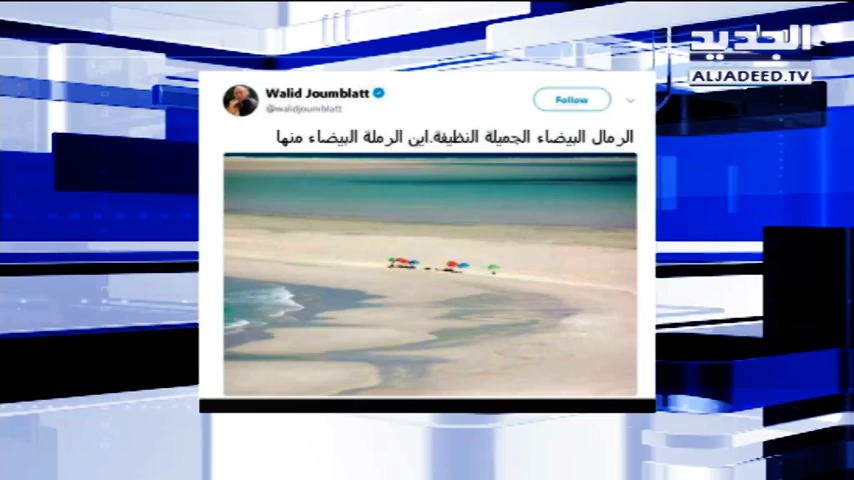 الجديد
ALJADEED.TV
Walid Joumblatt
@walidjoumblatt
Follow
الرمال البيضاء الجميلة النظيفة.اين الرملة البيضاء منها